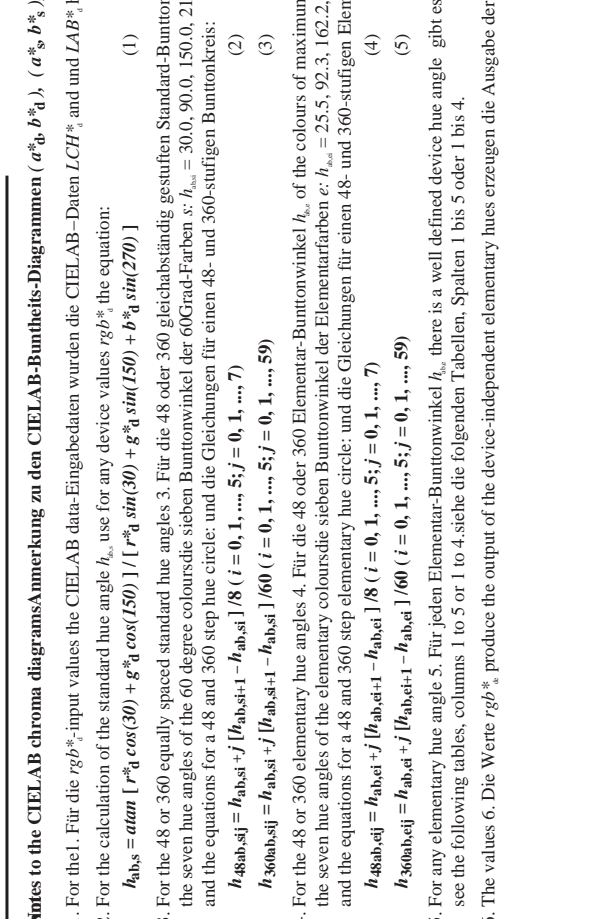 Notes to the CIELAB chroma diagramsAnmerkung zu den CIELAB-Buntheits-Diagrammen ( a*d, b*d ), ( a*s, b*s )
1. For the1. Für die rgb*d-input values the CIELAB data-Eingabedaten wurden die CIELAB–Daten LCH*d and und LAB*d
2. For the calculation of the standard hue angle hab,s use for any device values rgb*d the equation:
hab,s = atan [ r*d cos(30) + g*d cos(150) ] / [ r*d sin(30) + g*d sin(150) + b*d sin(270) ] (1)
3. For the 48 or 360 equally spaced standard hue angles 3. Für die 48 oder 360 gleichabständig gestuften Standard-Buntton
the seven hue angles of the 60 degree coloursdie sieben Bunttonwinkel der 60Grad-Farben s: hab,si = 30.0, 90.0, 150.0, 21
and the equations for a 48 and 360 step hue circle: und die Gleichungen für einen 48- und 360-stufigen Bunttonkreis:
h48ab,sij = hab,si + j [hab,si+1 − hab,si ] /8 ( i = 0, 1, ..., 5; j = 0, 1, ..., 7) (2)
h360ab,sij = hab,si + j [hab,si+1 − hab,si ] /60 ( i = 0, 1, ..., 5; j = 0, 1, ..., 59) (3)
4. For the 48 or 360 elementary hue angles 4. Für die 48 oder 360 Elementar-Bunttonwinkel hab,e of the colours of maximum
the seven hue angles of the elementary coloursdie sieben Bunttonwinkel der Elementarfarben e: hab,ei = 25.5, 92.3, 162.2,
and the equations for a 48 and 360 step elementary hue circle: und die Gleichungen für einen 48- und 360-stufigen Elem
h48ab,eij = hab,ei + j [hab,ei+1 − hab,ei ] /8 ( i = 0, 1, ..., 5; j = 0, 1, ..., 7) (4)
h360ab,eij = hab,ei + j [hab,ei+1 − hab,ei ] /60 ( i = 0, 1, ..., 5; j = 0, 1, ..., 59) (5)
5. For any elementary hue angle 5. Für jeden Elementar-Bunttonwinkel hab,e there is a well defined device hue angle gibt es
see the following tables, columns 1 to 5 or 1 to 4.siehe die folgenden Tabellen, Spalten 1 bis 5 oder 1 bis 4.
6. The values 6. Die Werte rgb*de produce the output of the device-independent elementary hues erzeugen die Ausgabe der